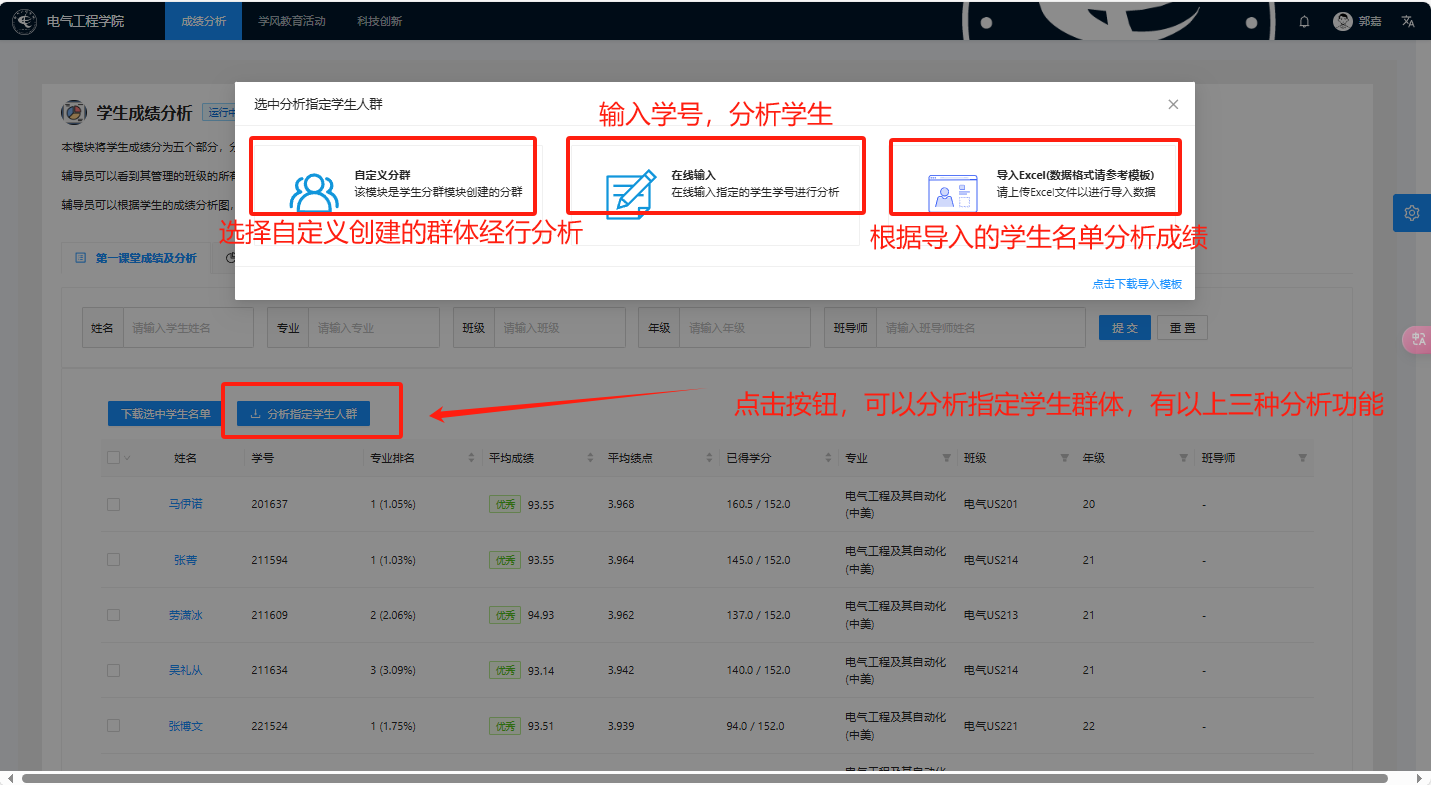 电气工程学院 成绩分析 学风教育活动 科技创新 郭嘉
选中分析指定学生人群
输入学号，分析学生
学生成绩分析 运行中
本模块将学生成绩分为五个部分，
辅导员可以看到其管理的班级的所有
辅导员可以根据学生的成绩分析图，
自定义分群
该模块是学生分群模块创建的分群
在线输入
在线输入指定的学生学号进行分析
导入Excel(数据格式请参考模板)
请上传Excel文件以进行导入数据
选择自定义创建的群体经行分析
根据导入的学生名单分析成绩
第一课堂成绩及分析
点击下载导入模板
姓名 请输入学生姓名 专业 请输入专业 班级 请输入班级 年级 请输入年级 班导师 请输入班导师姓名 提 交 重 置
下载选中学生名单 分析指定学生人群
点击按钮，可以分析指定学生群体，有以上三种分析功能
姓名 学号 专业排名 平均成绩 平均绩点 已得学分 专业 班级 年级 班导师
马伊诺 201637 1 (1.05%) 优秀 93.55 3.968 160.5 / 152.0 电气工程及其自动化 电气US201 20 -
(中美)
张菁 211594 1 (1.03%) 优秀 93.55 3.964 145.0 / 152.0 电气工程及其自动化 电气US214 21 -
(中美)
劳潇冰 211609 2 (2.06%) 优秀 94.93 3.962 137.0 / 152.0 电气工程及其自动化 电气US213 21 -
(中美)
吴礼从 211634 3 (3.09%) 优秀 93.14 3.942 140.0 / 152.0 电气工程及其自动化 电气US214 21 -
(中美)
张博文 221524 1 (1.75%) 优秀 93.51 3.939 94.0 / 152.0 电气工程及其自动化 电气US221 22 -
(中美)